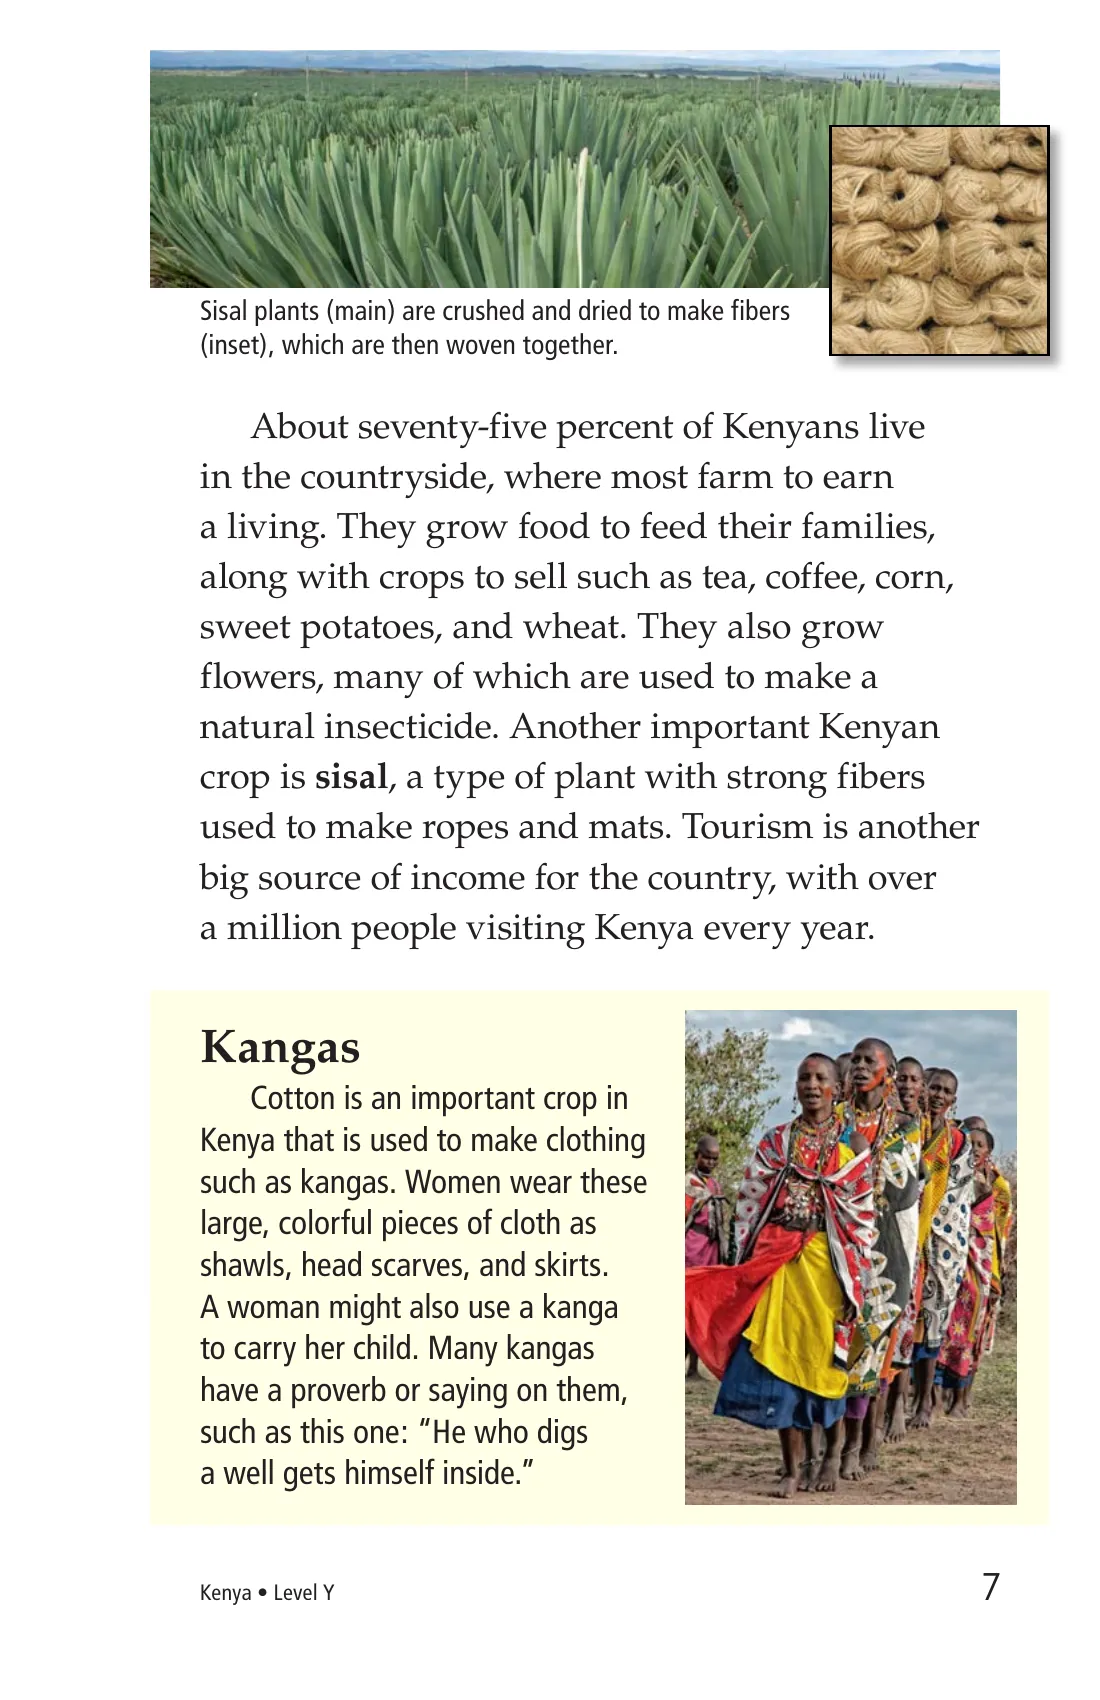 Sisal plants (main) are crushed and dried to make fibers
(inset), which are then woven together.
About seventy-five percent of Kenyans live
in the countryside, where most farm to earn
a living. They grow food to feed their families,
along with crops to sell such as tea, coffee, corn,
sweet potatoes, and wheat. They also grow
flowers, many of which are used to make a
natural insecticide. Another important Kenyan
crop is sisal, a type of plant with strong fibers
used to make ropes and mats. Tourism is another
big source of income for the country, with over
a million people visiting Kenya every year.
Kangas
Cotton is an important crop in
Kenya that is used to make clothing
such as kangas. Women wear these
large, colorful pieces of cloth as
shawls, head scarves, and skirts.
A woman might also use a kanga
to carry her child. Many kangas
have a proverb or saying on them,
such as this one: “He who digs
a well gets himself inside.”
Kenya • Level Y
7